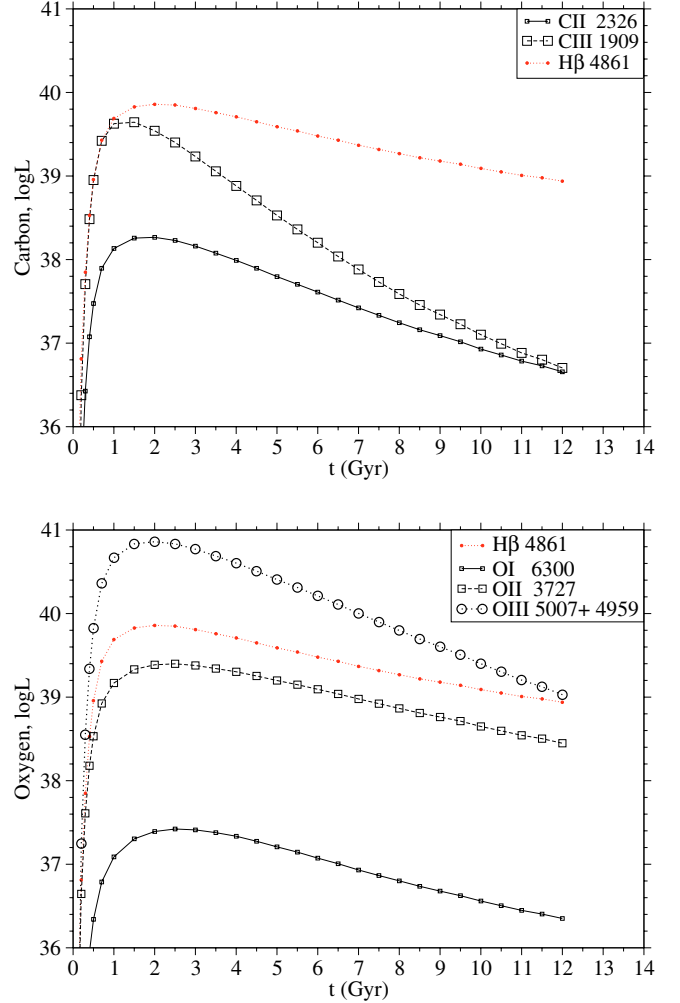 41
40
39
38
37
36
Carbon, logL
CII 2326
CIII 1909
Hβ 4861
0 1 2 3 4 5 6 7 8 9 10 11 12 13 14
t (Gyr)
41
40
39
38
37
36
Oxygen, logL
Hβ 4861
OI 6300
OII 3727
OIII 5007+ 4959
0 1 2 3 4 5 6 7 8 9 10 11 12 13 14
t (Gyr)